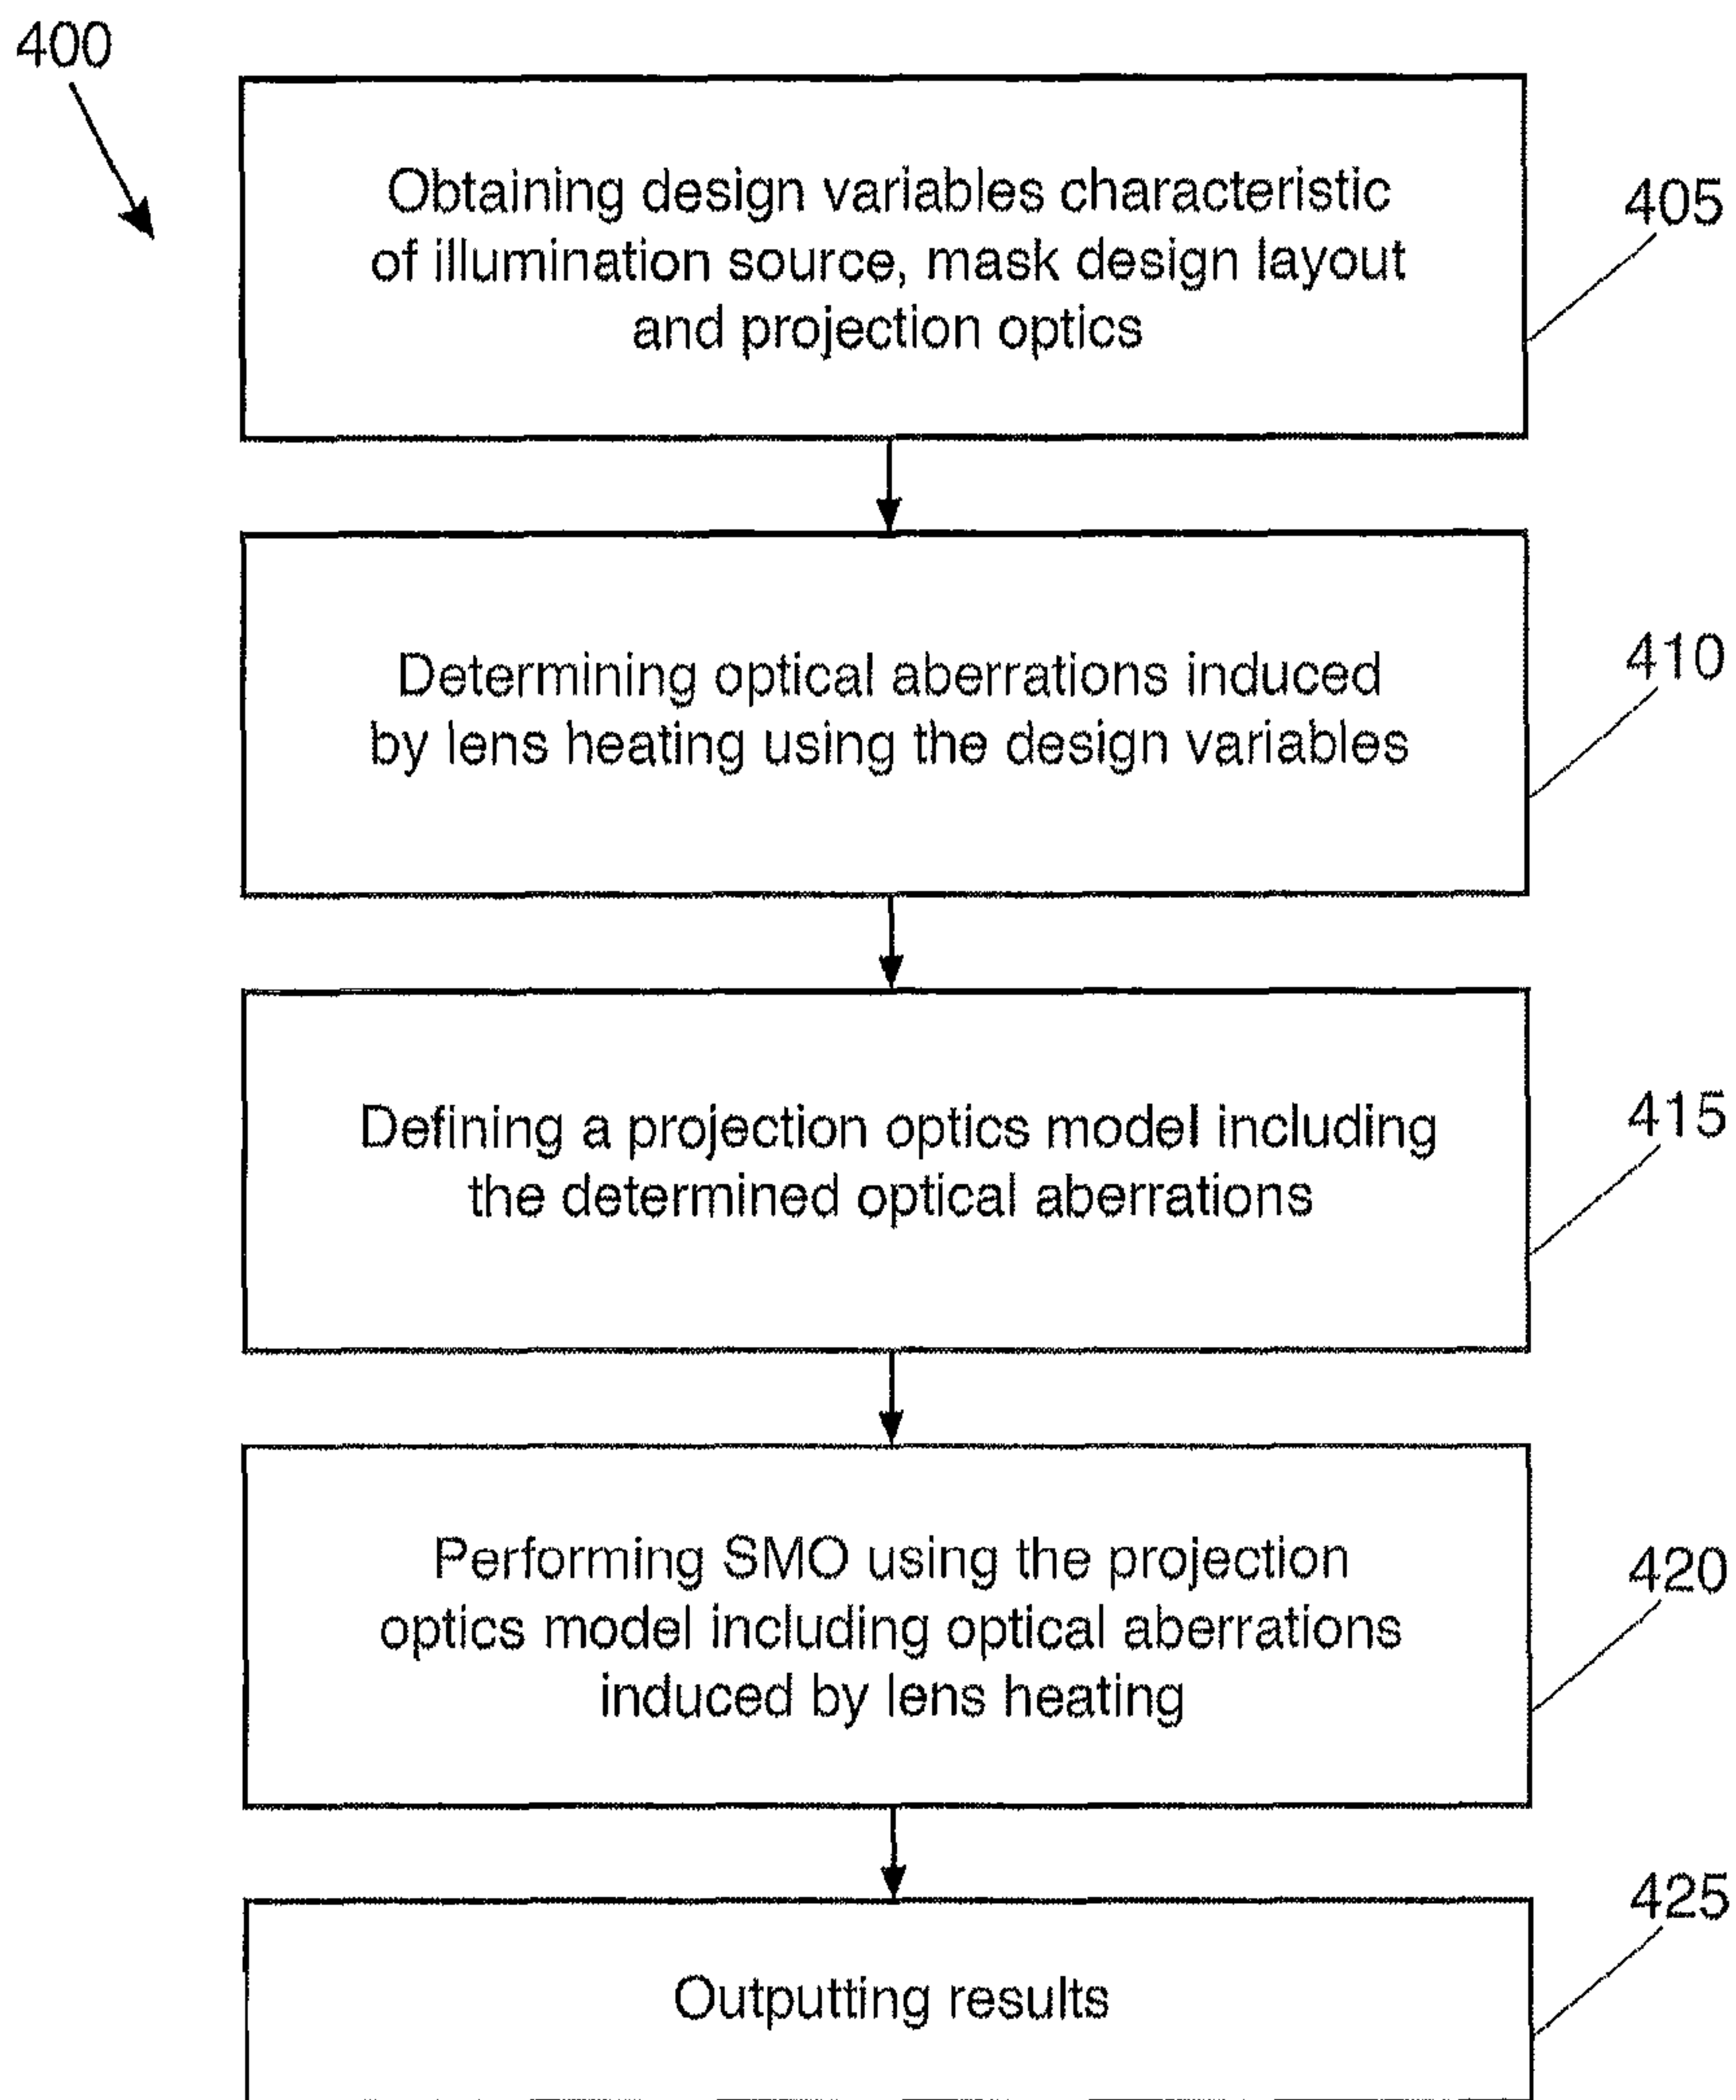 400
Obtaining design variables characteristic
of illumination source, mask design layout
and projection optics
405
Determining optical aberrations induced
by lens heating using the design variables
410
Defining a projection optics model including
the determined optical aberrations
415
Performing SMO using the projection
optics model including optical aberrations
induced by lens heating
420
Outputting results
425